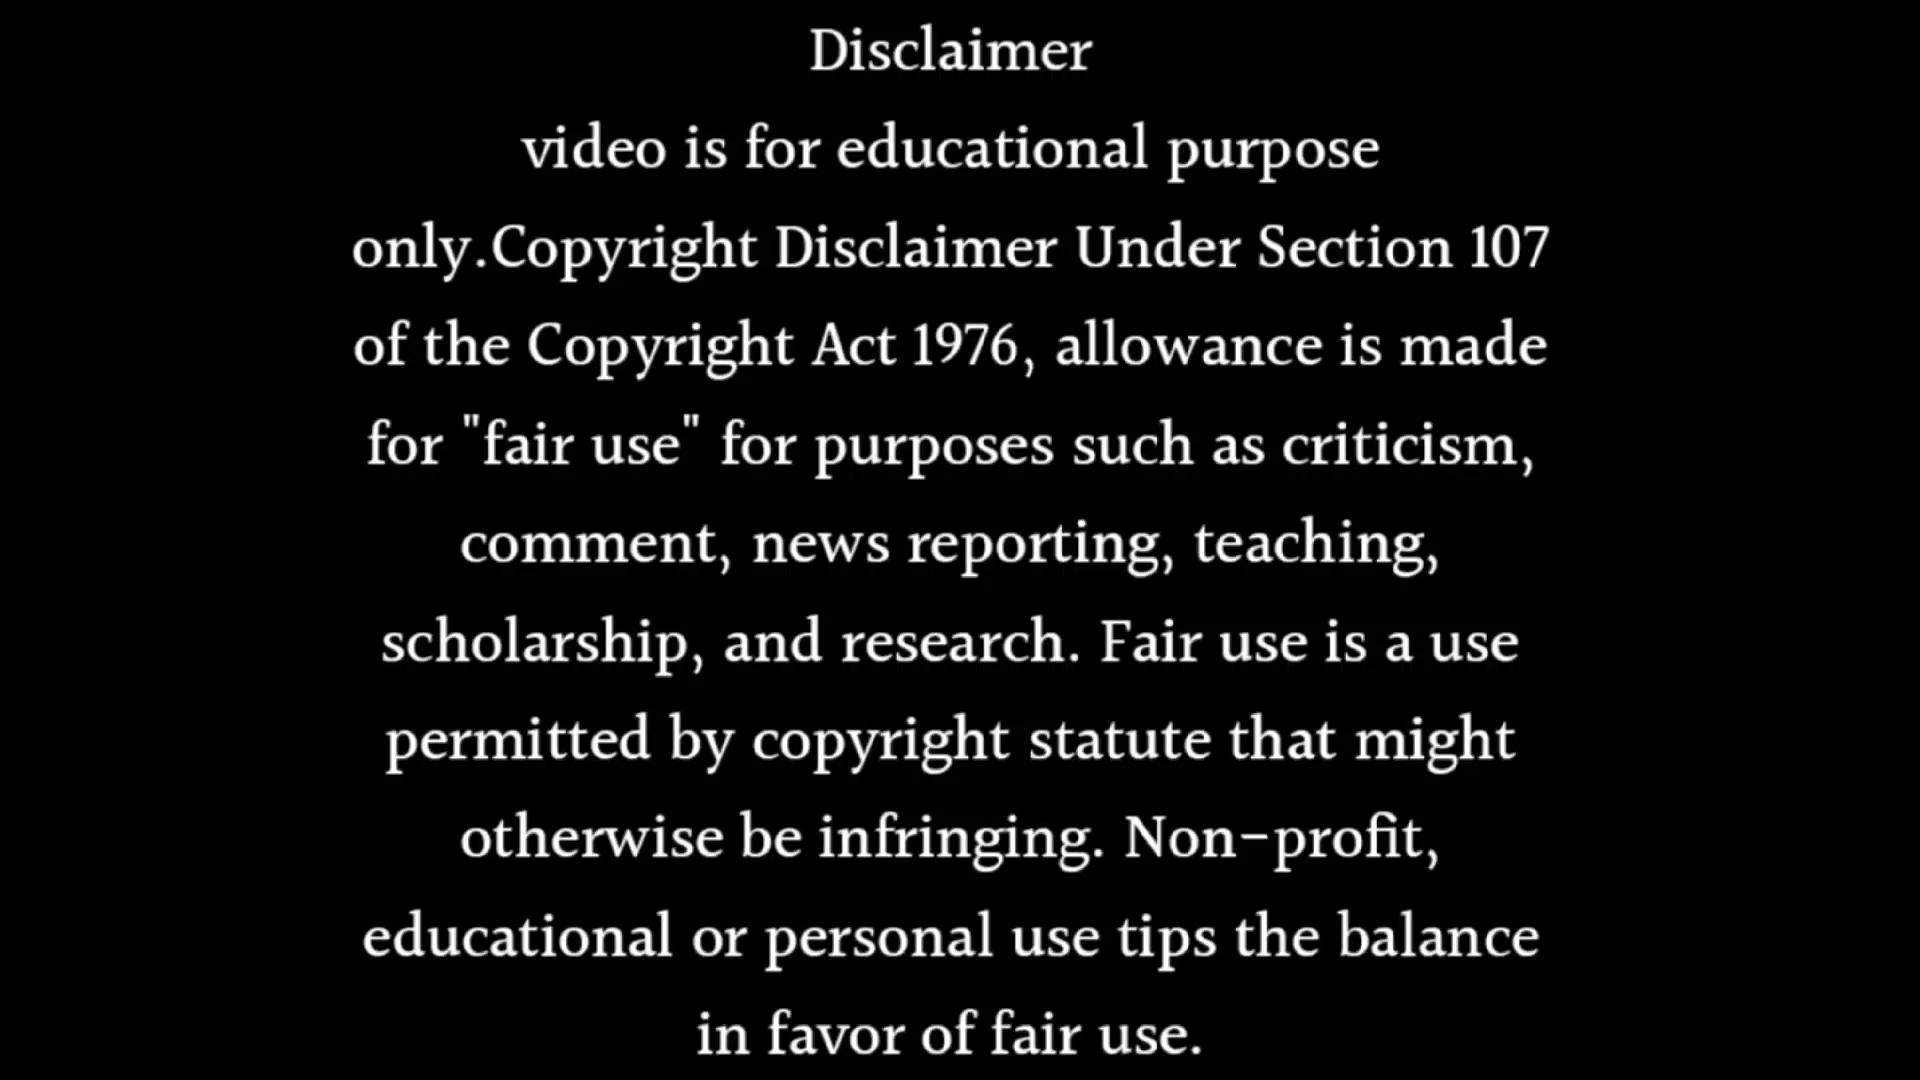 Disclaimer
video is for educational purpose
only.Copyright Disclaimer Under Section 107
of the Copyright Act 1976, allowance is made
for "fair use" for purposes such as criticism,
comment, news reporting, teaching,
scholarship, and research. Fair use is a use
permitted by copyright statute that might
otherwise be infringing. Non-profit,
educational or personal use tips the balance
in favor of fair use.